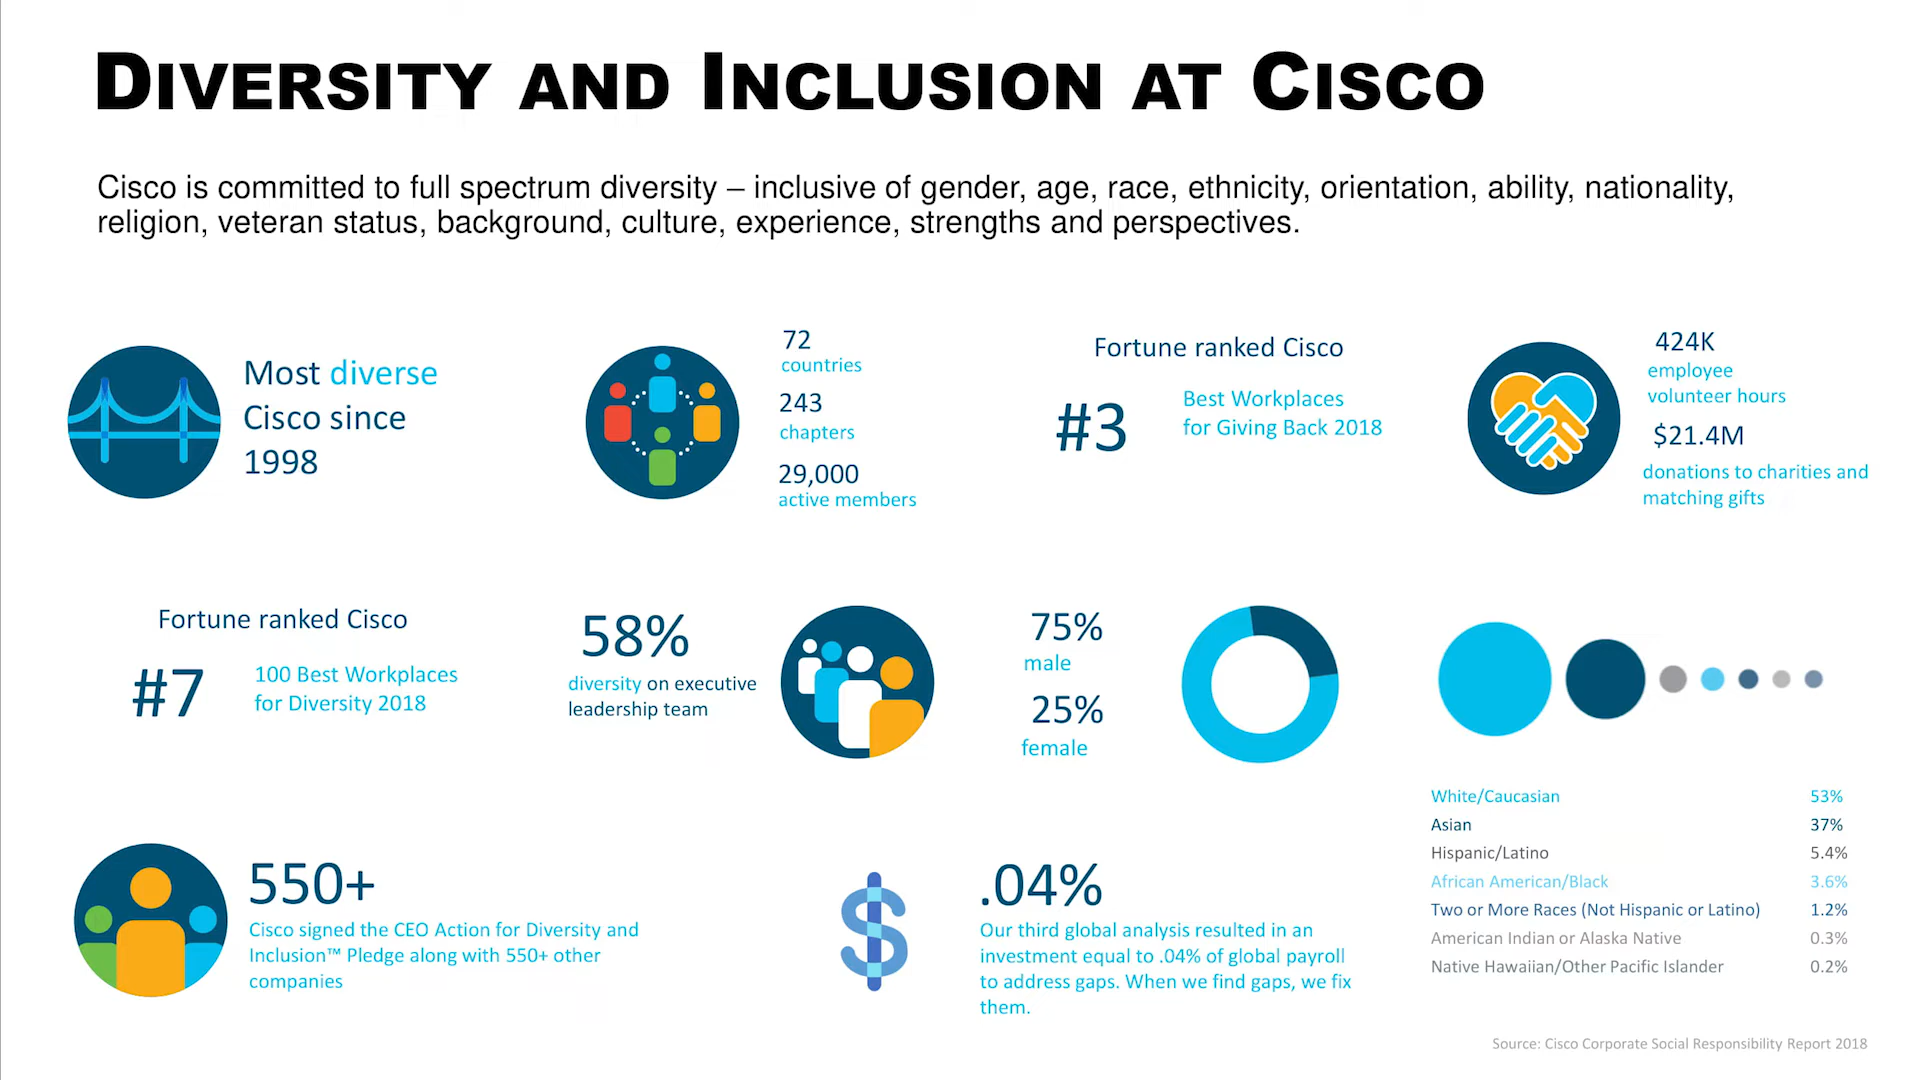 DIVERSITY AND INCLUSION AT CISCO
Cisco is committed to full spectrum diversity – inclusive of gender, age, race, ethnicity, orientation, ability, nationality,
religion, veteran status, background, culture, experience, strengths and perspectives.
Most diverse
Cisco since
1998
72
countries
243
chapters
29,000
active members
Fortune ranked Cisco
#3
Best Workplaces
for Giving Back 2018
424K
employee
volunteer hours
$21.4M
donations to charities and
matching gifts
Fortune ranked Cisco
#7
100 Best Workplaces
for Diversity 2018
58%
diversity on executive
leadership team
75%
male
25%
female
White/Caucasian 53%
Asian 37%
Hispanic/Latino 5.4%
African American/Black 3.6%
Two or More Races (Not Hispanic or Latino) 1.2%
American Indian or Alaska Native 0.3%
Native Hawaiian/Other Pacific Islander 0.2%
550+
Cisco signed the CEO Action for Diversity and
Inclusion™ Pledge along with 550+ other
companies
$
.04%
Our third global analysis resulted in an
investment equal to .04% of global payroll
to address gaps. When we find gaps, we fix
them.
Source: Cisco Corporate Social Responsibility Report 2018